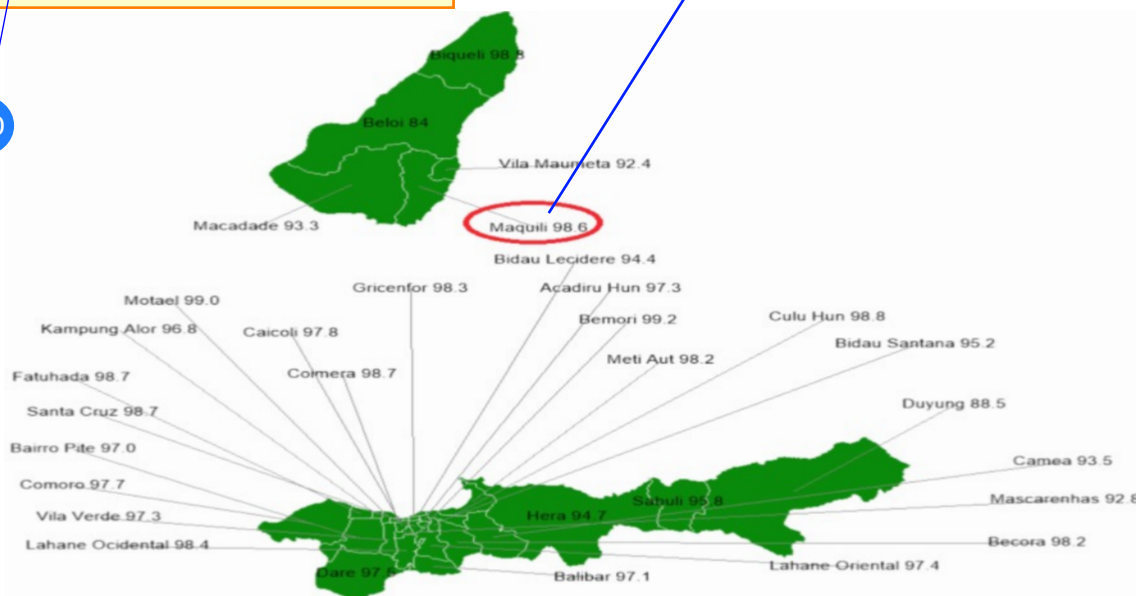 Biqueli 98.8
Beloi 84
Vila Maumeta 92.4
Macadade 93.3
Maquili 98.6
Bidau Lecidere 94.4
Gricenfor 98.3
Acadiru Hun 97.3
Motael 99.0
Bemori 99.2
Culu Hun 98.8
Kampung Alor 96.8
Caicoli 97.8
Bidau Santana 95.2
Meti Aut 98.2
Coimera 98.7
Fatuhada 98.7
Duyung 88.5
Santa Cruz 98.7
Bairro Pite 97.0
Camea 93.5
Comoro 97.7
Mascarenhas 92.8
Sabuli 95.8
Hera 94.7
Vila Verde 97.3
Becora 98.2
Lahane Ocidental 98.4
Lahane Oriental 97.4
Dare
Balibar 97.1